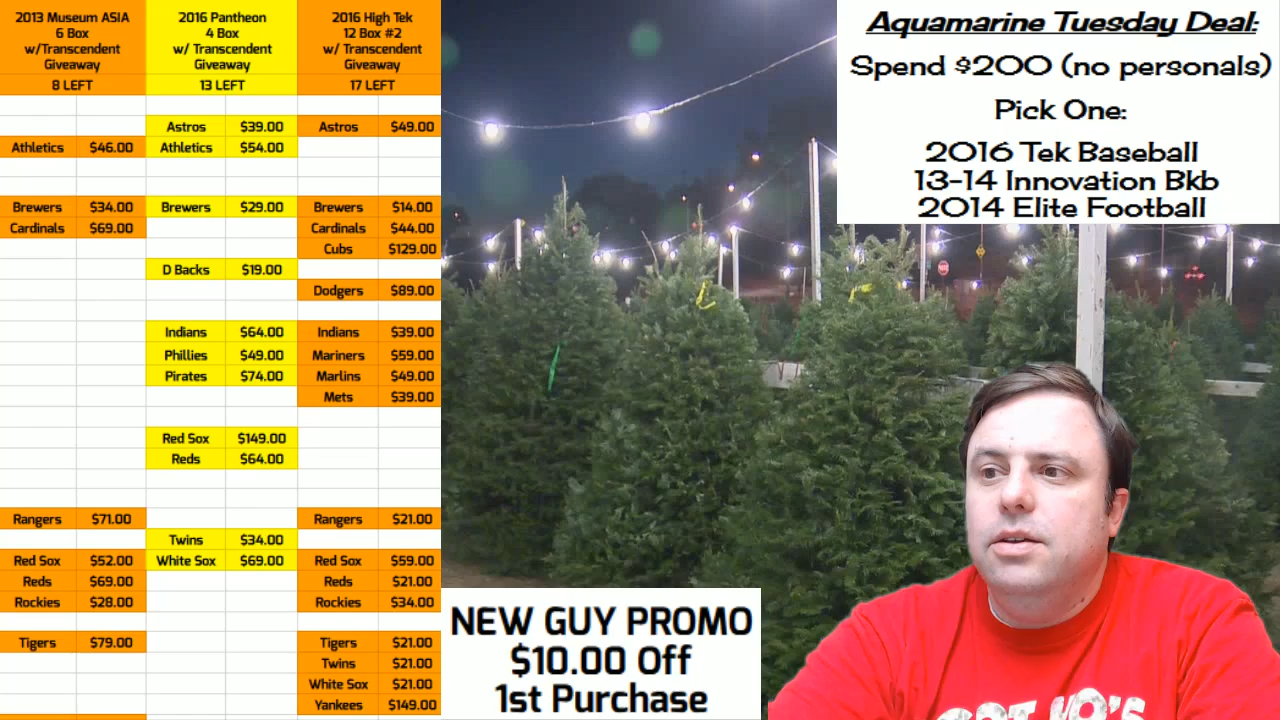 2013 Museum ASIA
6 Box
w/Transcendent
Giveaway
8 LEFT
2016 Pantheon
4 Box
w/ Transcendent
Giveaway
13 LEFT
2016 High Tek
12 Box #2
w/ Transcendent
Giveaway
17 LEFT
Astros $39.00 Astros $49.00
Athletics $46.00 Athletics $54.00
Brewers $34.00 Brewers $29.00 Brewers $14.00
Cardinals $69.00 Cardinals $44.00
Cubs $129.00
D Backs $19.00
Dodgers $89.00
Indians $64.00 Indians $39.00
Phillies $49.00 Mariners $59.00
Pirates $74.00 Marlins $49.00
Mets $39.00
Red Sox $149.00
Reds $64.00
Rangers $71.00 Rangers $21.00
Twins $34.00
Red Sox $52.00 White Sox $69.00 Red Sox $59.00
Reds $69.00 Reds $21.00
Rockies $28.00 Rockies $34.00
Tigers $79.00 Tigers $21.00
Twins $21.00
White Sox $21.00
Yankees $149.00
Aquamarine Tuesday Deal:
Spend $200 (no personals)
Pick One:
2016 Tek Baseball
13-14 Innovation Bkb
2014 Elite Football
NEW GUY PROMO
$10.00 Off
1st Purchase